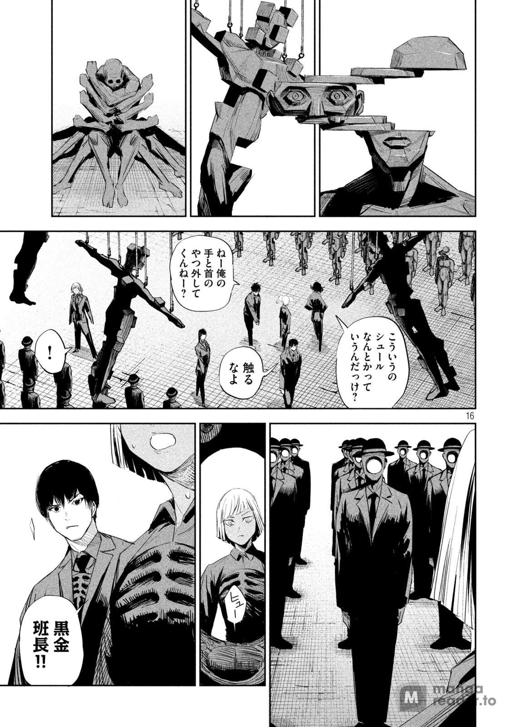 こういうの
シュール
なんとかって
いうんだっけ?
ねー俺の
手と首の
やつ外して
くんねー?
触る
なよ
!
16
ヒュー
黒金
班長!!
M manga
reader.to